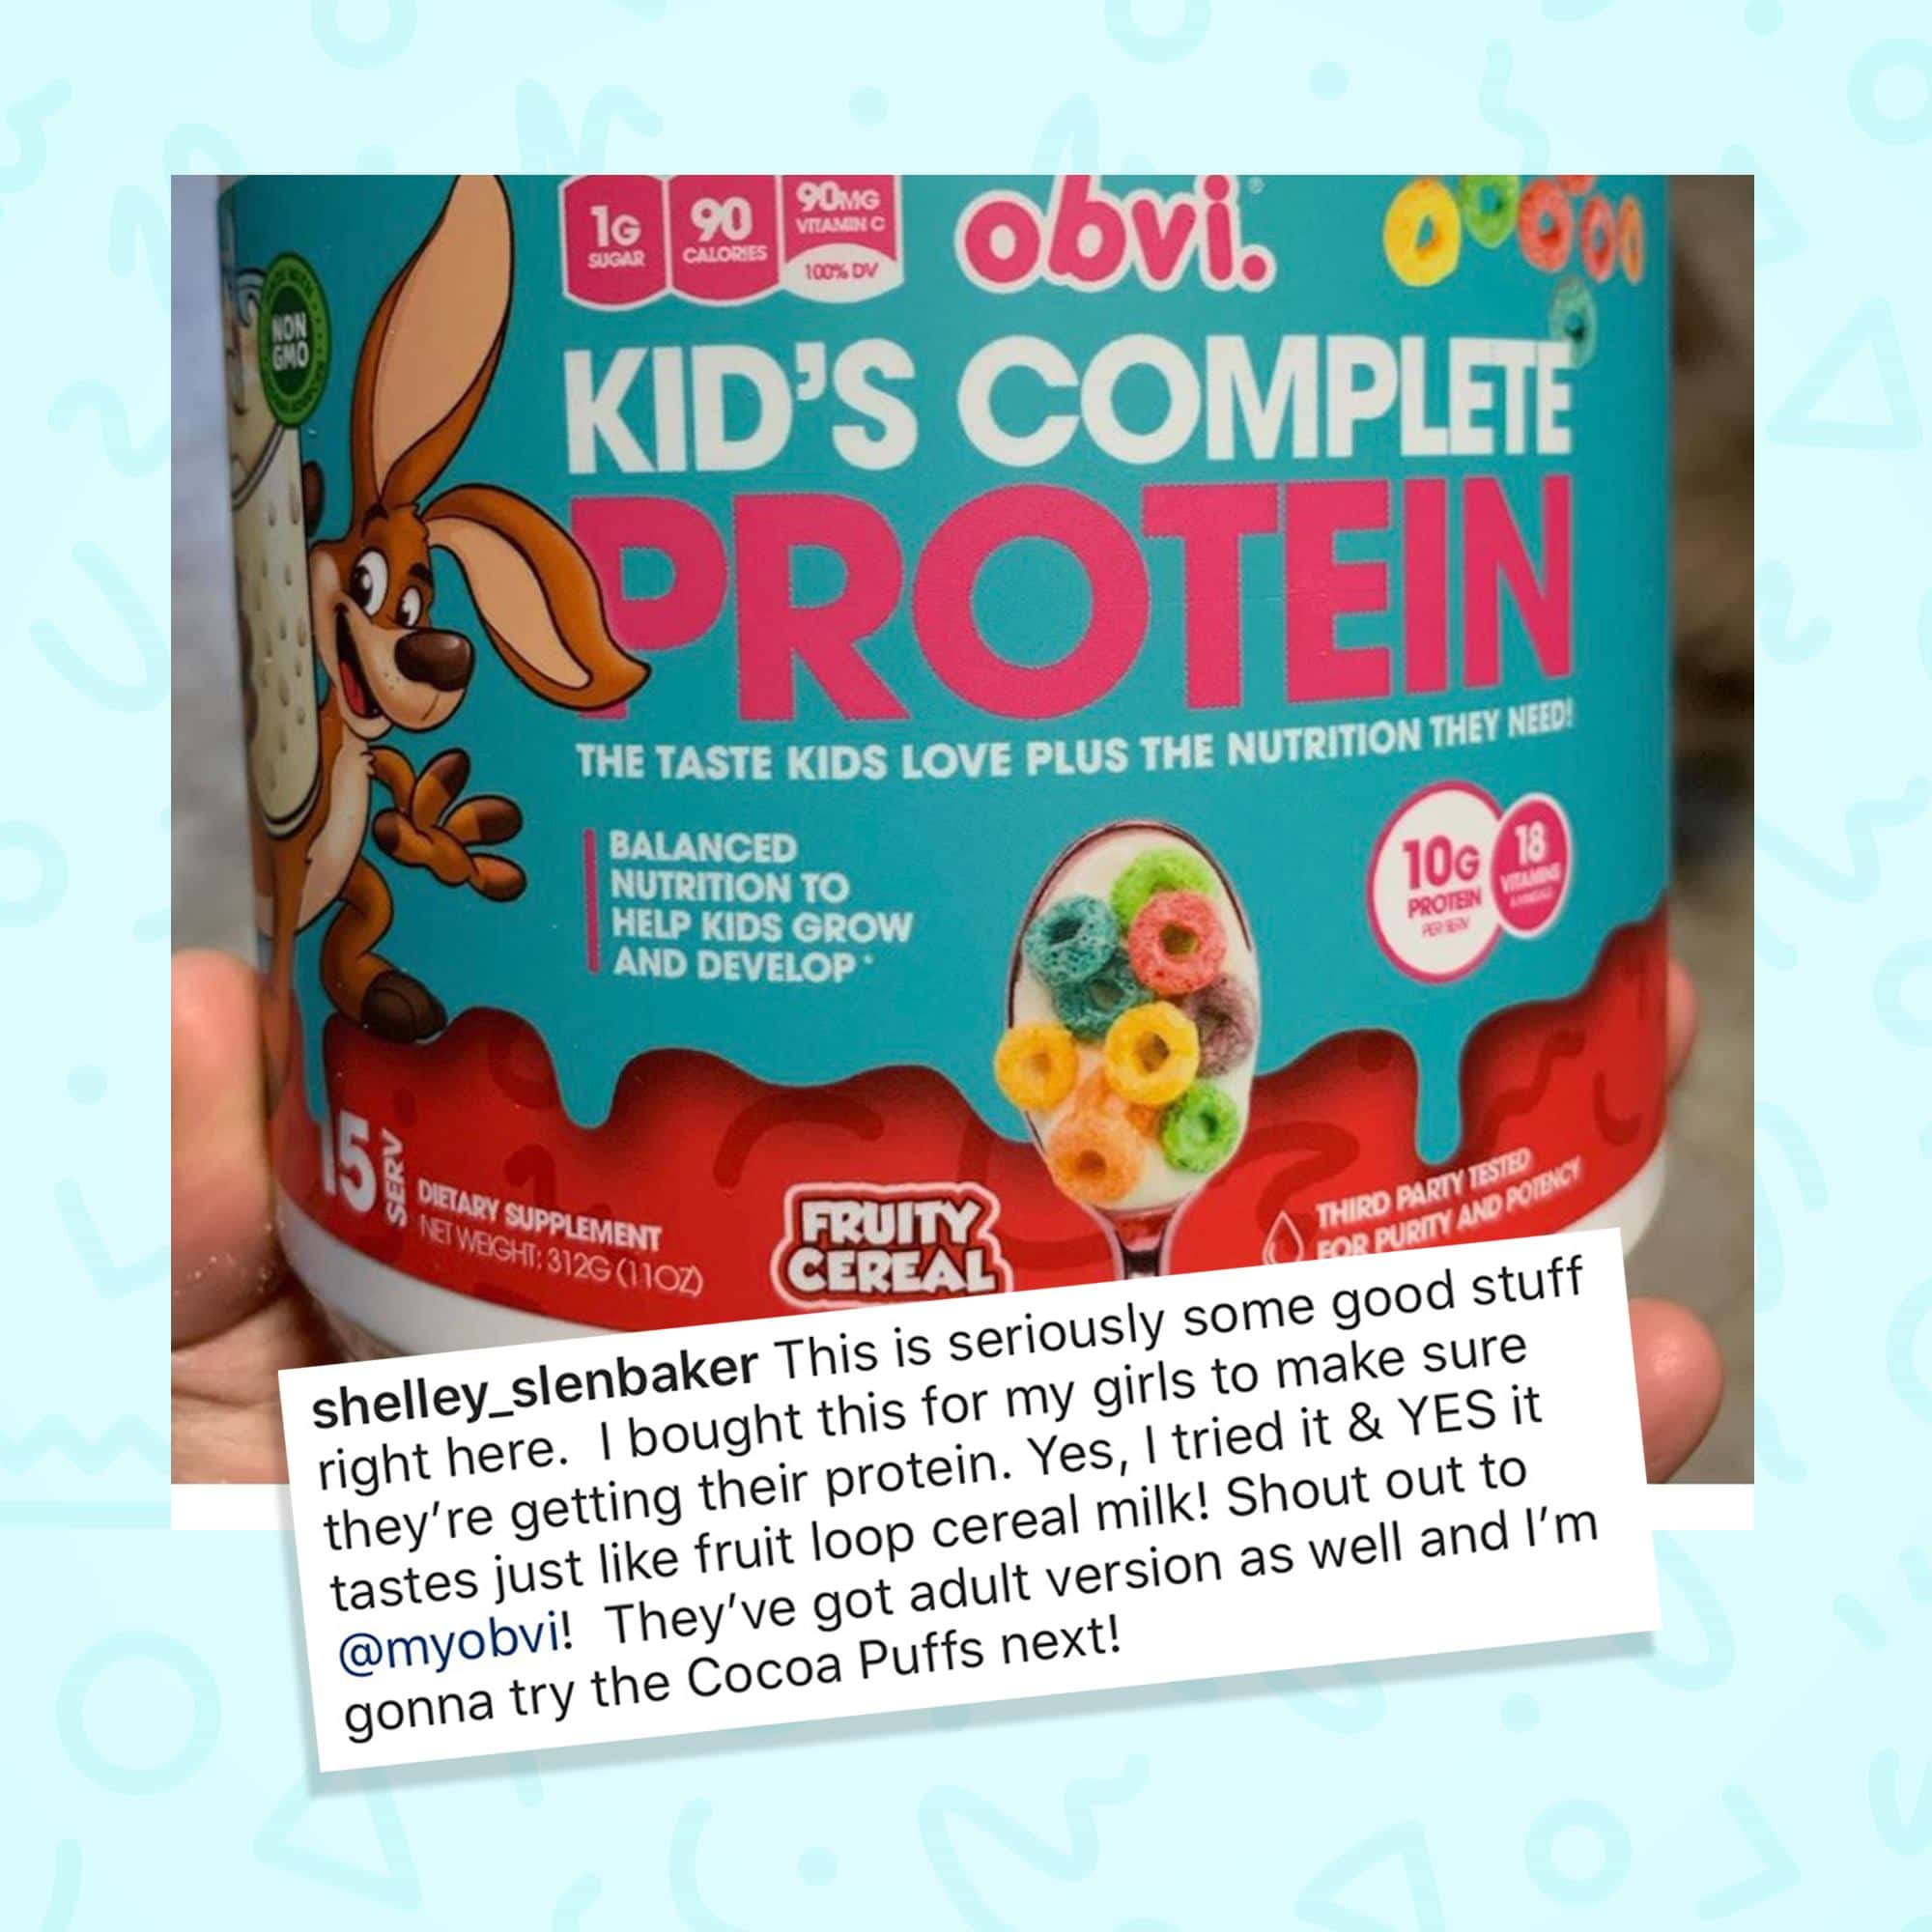 1G
SUGAR
90
CALORIES
90MG
VITAMIN C
100% DV
obvi.®
NON
GMO
KID'S COMPLETE
PROTEIN
THE TASTE KIDS LOVE PLUS THE NUTRITION THEY NEED!
BALANCED
NUTRITION TO
HELP KIDS GROW
AND DEVELOP*
10G
PROTEIN
PER SERV
18
VITAMINS
15
SERV
DIETARY SUPPLEMENT
NET WEIGHT: 312G (11OZ)
FRUITY
CEREAL
THIRD PARTY TESTED
FOR PURITY AND POTENCY
shelley_slenbaker This is seriously some good stuff
right here.  I bought this for my girls to make sure
they're getting their protein. Yes, I tried it & YES it
tastes just like fruit loop cereal milk! Shout out to
@myobvi!  They've got adult version as well and I'm
gonna try the Cocoa Puffs next!